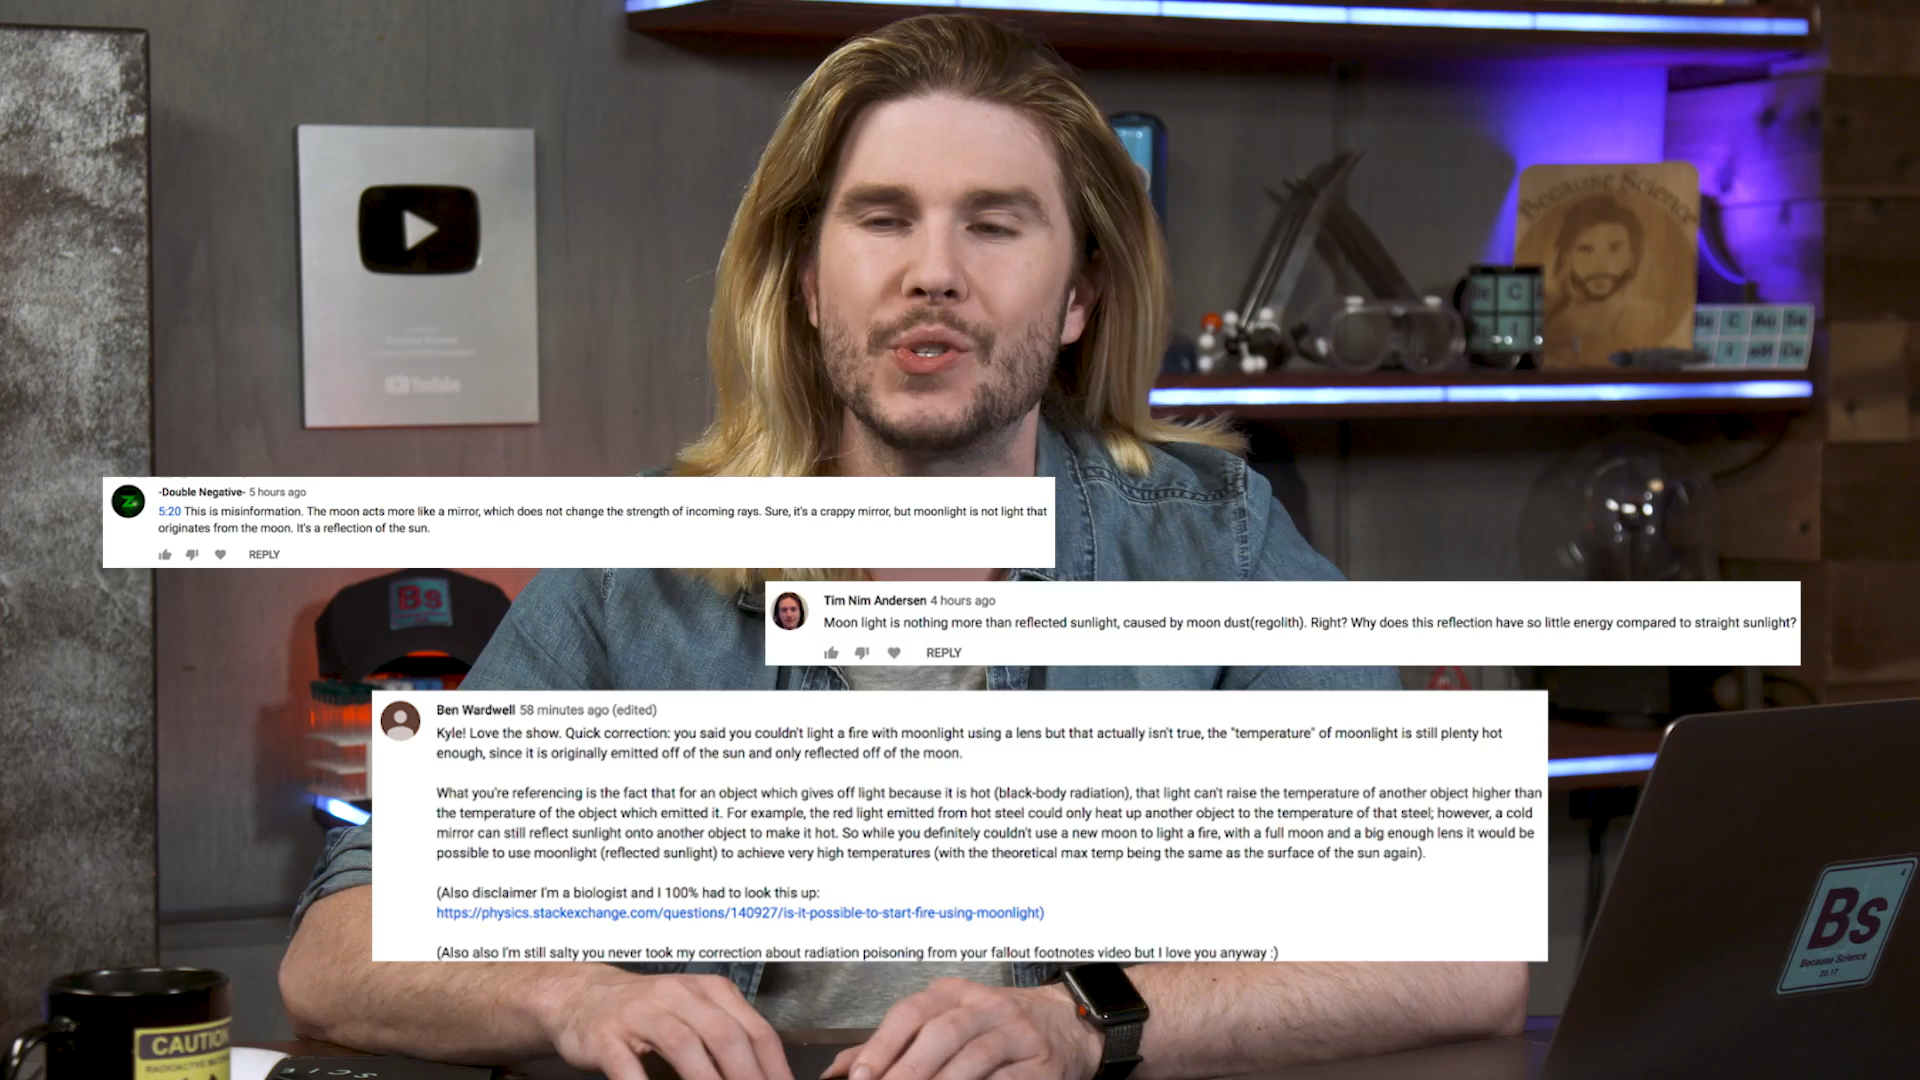 YouTube
Because Science
-Double Negative- 5 hours ago
5:20 This is misinformation. The moon acts more like a mirror, which does not change the strength of incoming rays. Sure, it's a crappy mirror, but moonlight is not light that
originates from the moon. It's a reflection of the sun.
REPLY
Bs
Tim Nim Andersen 4 hours ago
Moon light is nothing more than reflected sunlight, caused by moon dust(regolith). Right? Why does this reflection have so little energy compared to straight sunlight?
REPLY
Ben Wardwell 58 minutes ago (edited)
Kyle! Love the show. Quick correction: you said you couldn't light a fire with moonlight using a lens but that actually isn't true, the "temperature" of moonlight is still plenty hot
enough, since it is originally emitted off of the sun and only reflected off of the moon.
What you're referencing is the fact that for an object which gives off light because it is hot (black-body radiation), that light can't raise the temperature of another object higher than
the temperature of the object which emitted it. For example, the red light emitted from hot steel could only heat up another object to the temperature of that steel; however, a cold
mirror can still reflect sunlight onto another object to make it hot. So while you definitely couldn't use a new moon to light a fire, with a full moon and a big enough lens it would be
possible to use moonlight (reflected sunlight) to achieve very high temperatures (with the theoretical max temp being the same as the surface of the sun again).
(Also disclaimer I'm a biologist and I 100% had to look this up:
https://physics.stackexchange.com/questions/140927/is-it-possible-to-start-fire-using-moonlight)
(Also also I'm still salty you never took my correction about radiation poisoning from your fallout footnotes video but I love you anyway :)
4
Bs
Because Science
20.17
CAUTION
RADIOACTIVE